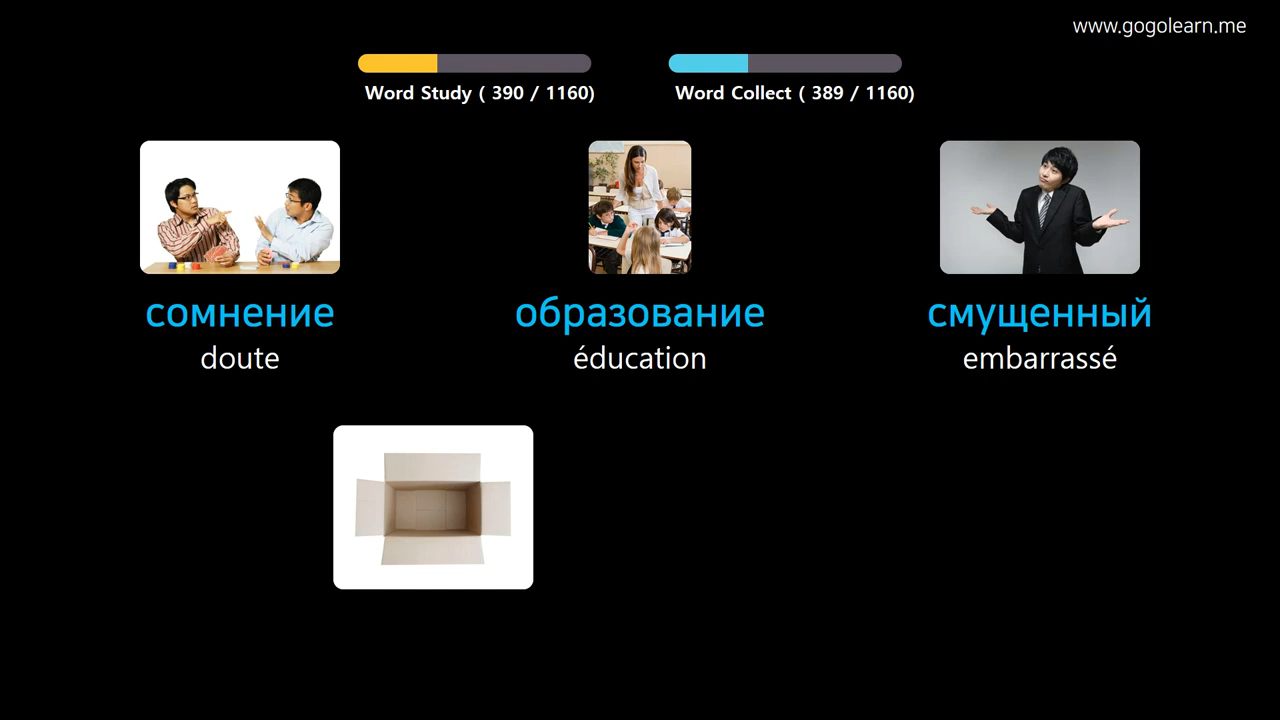 www.gogolearn.me
Word Study ( 390 / 1160)
Word Collect ( 389 / 1160)
сомнение
doute
образование
éducation
смущенный
embarrassé